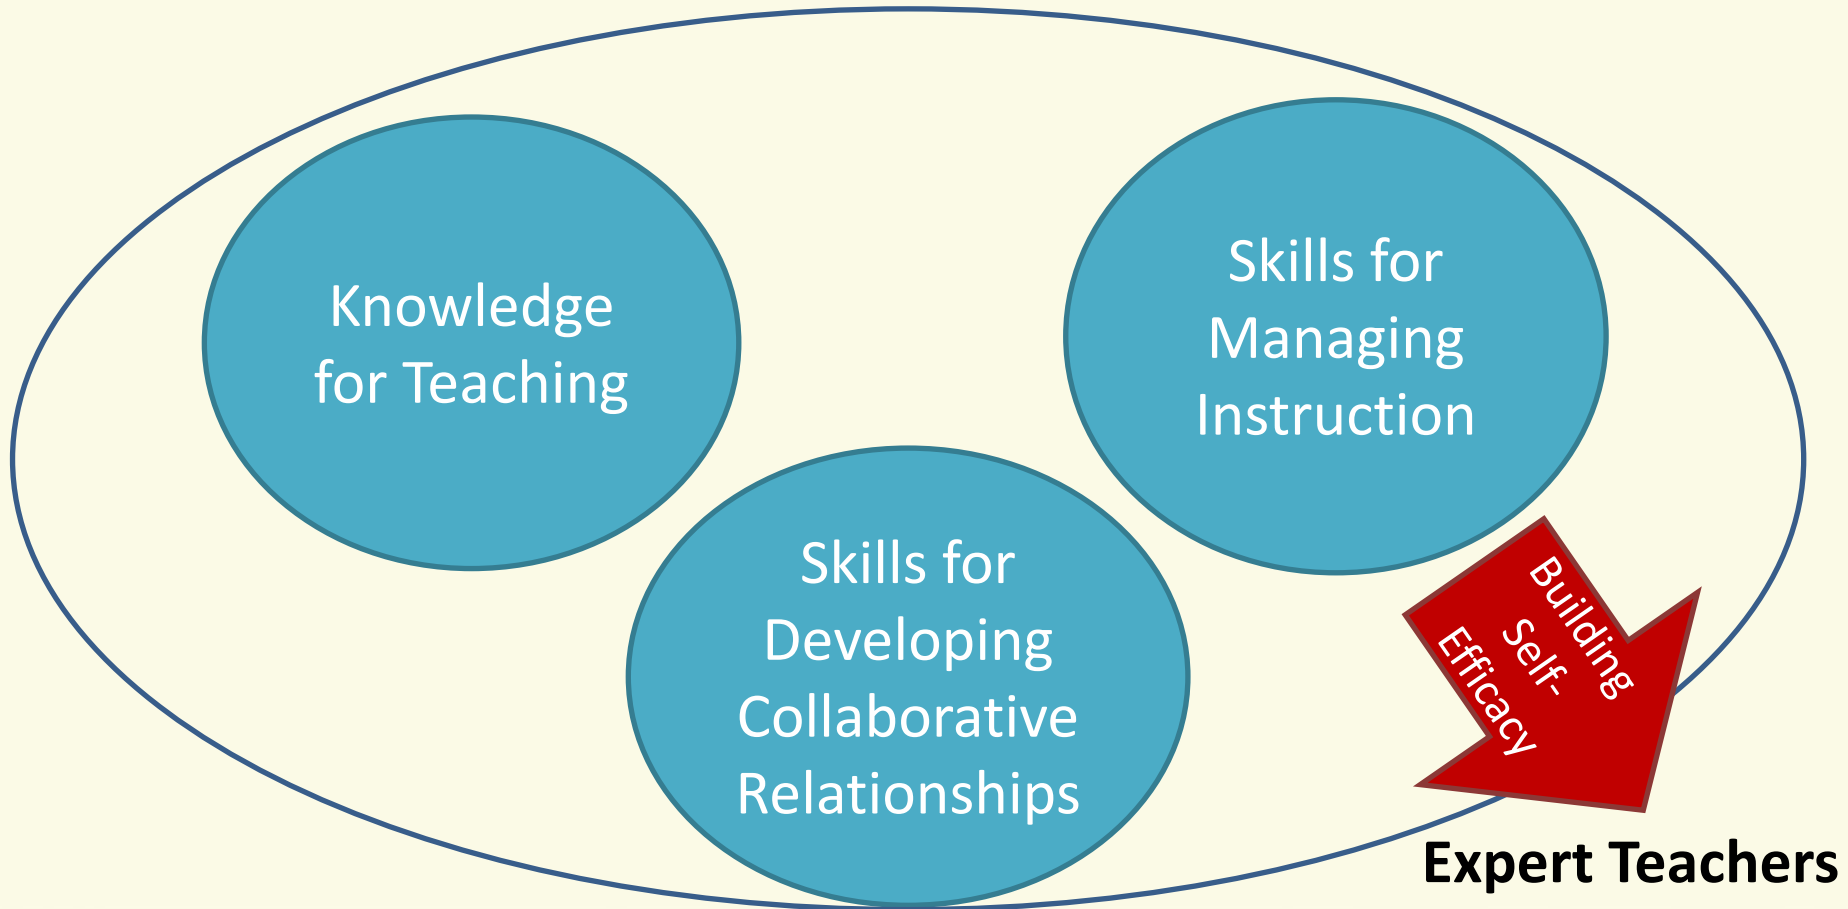 Knowledge
for Teaching
Skills for
Managing
Instruction
Skills for
Developing
Collaborative
Relationships
Building
Self-
Efficacy
Expert Teachers